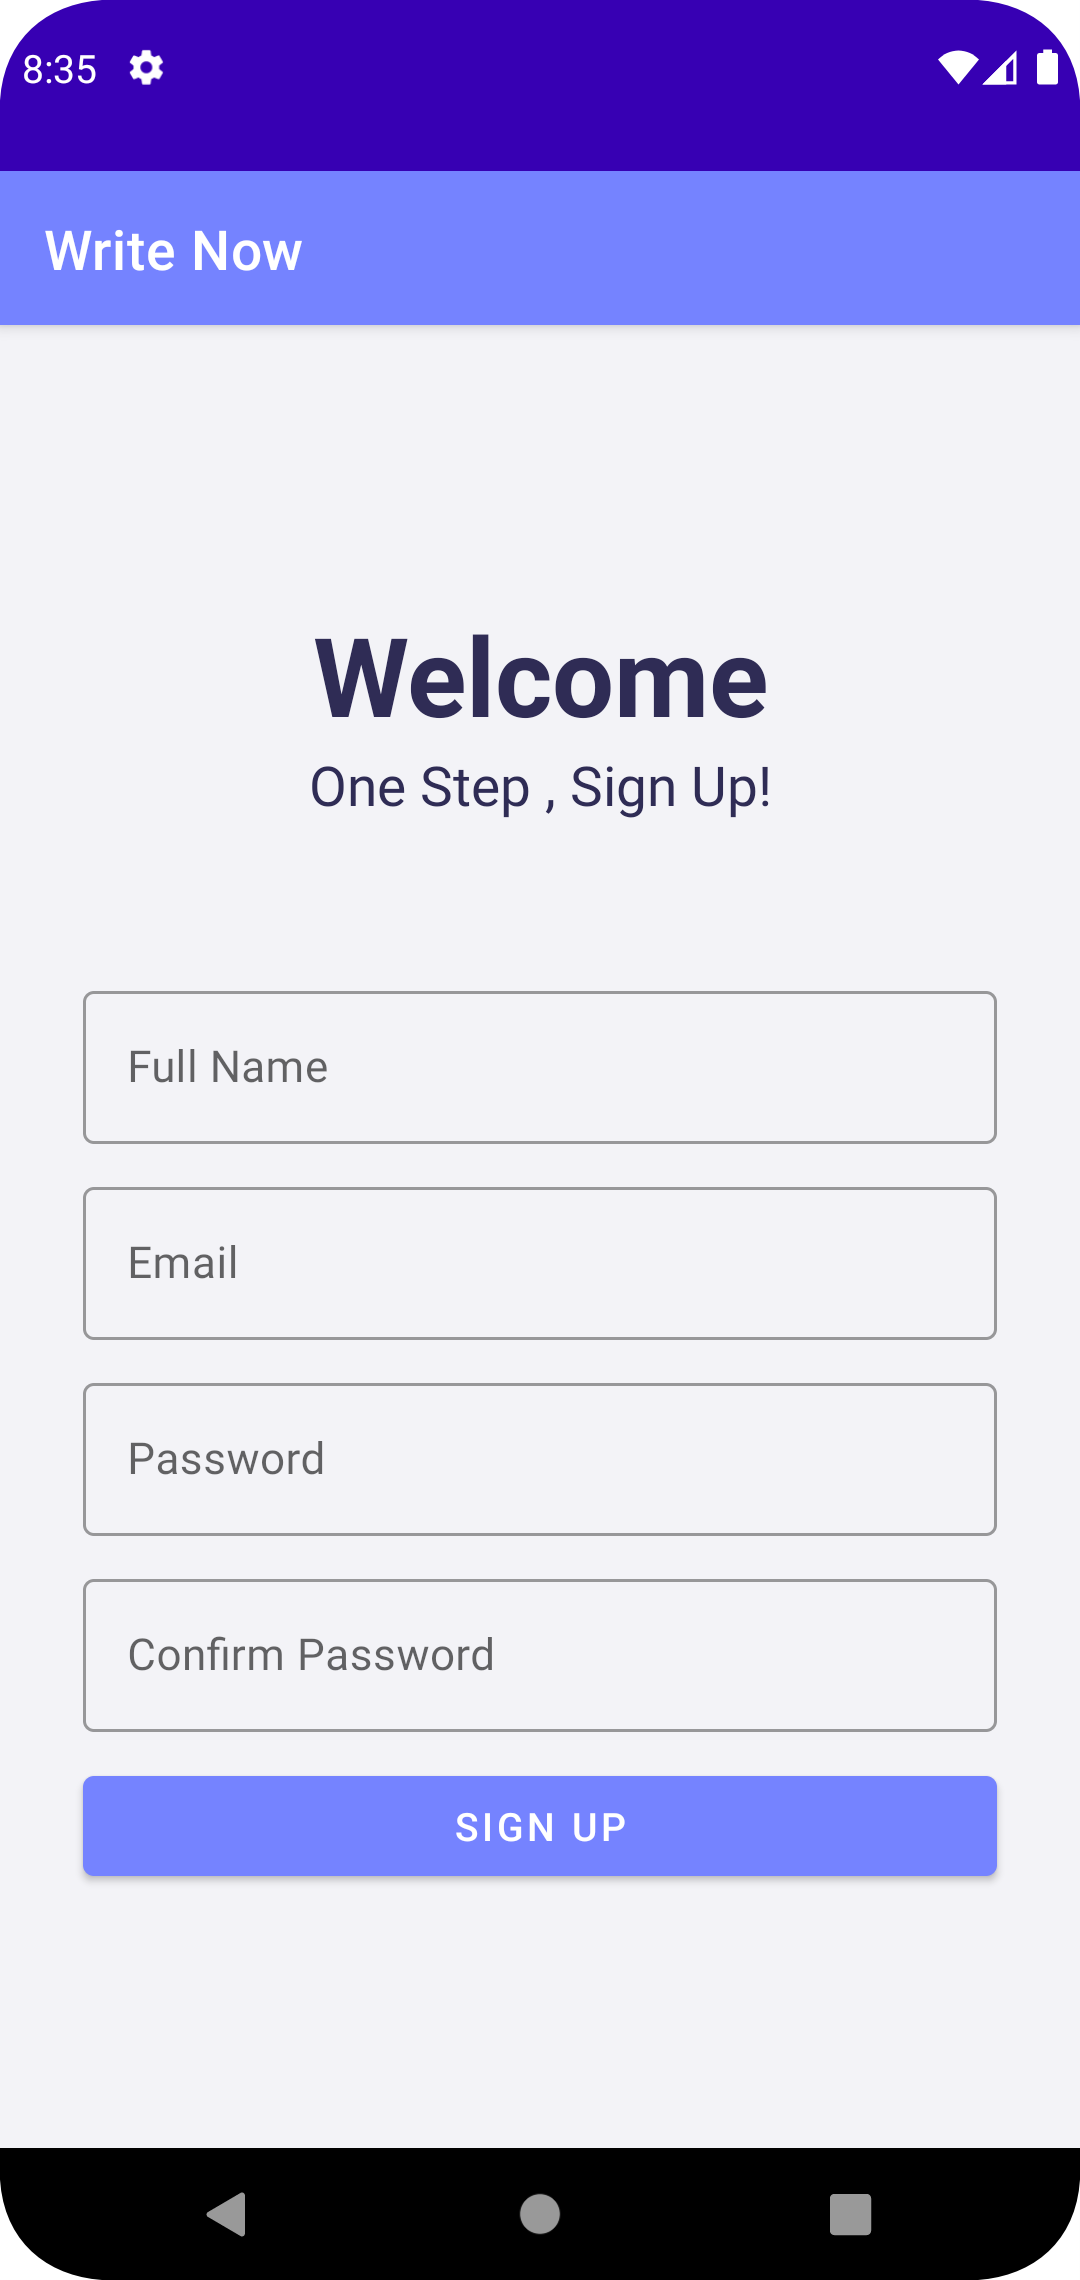 8:35
Write Now
Welcome
One Step , Sign Up!
Full Name
Email
Password
Confirm Password
SIGN UP